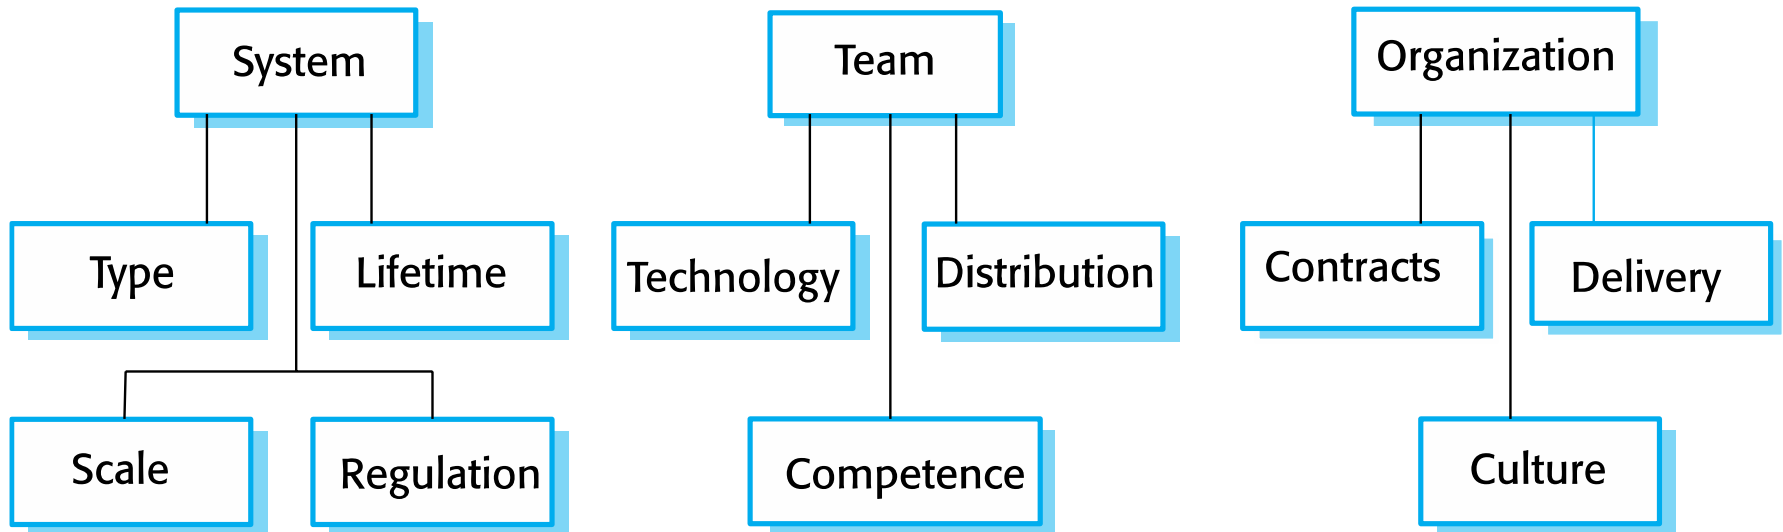 System
Team
Organization
Type
Lifetime
Technology
Distribution
Contracts
Delivery
Scale
Regulation
Competence
Culture